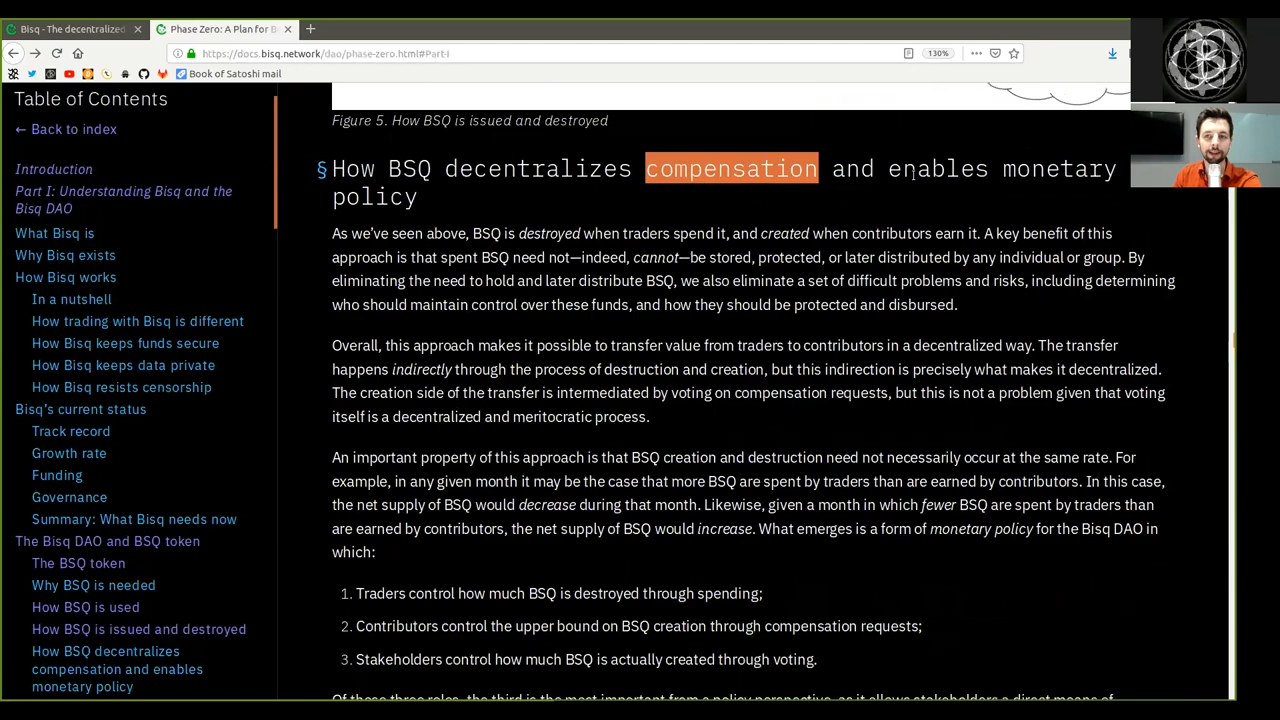 Bisq - The decentralized
Phase Zero: A Plan for B
https://docs.bisq.network/dao/phase-zero.html#Part-I
130%
Book of Satoshi mail
Table of Contents
← Back to index
Introduction
Part I: Understanding Bisq and the
Bisq DAO
What Bisq is
Why Bisq exists
How Bisq works
In a nutshell
How trading with Bisq is different
How Bisq keeps funds secure
How Bisq keeps data private
How Bisq resists censorship
Bisq's current status
Track record
Growth rate
Funding
Governance
Summary: What Bisq needs now
The Bisq DAO and BSQ token
The BSQ token
Why BSQ is needed
How BSQ is used
How BSQ is issued and destroyed
How BSQ decentralizes
compensation and enables
monetary policy
Figure 5. How BSQ is issued and destroyed
§How BSQ decentralizes compensation and enables monetary
policy
As we've seen above, BSQ is destroyed when traders spend it, and created when contributors earn it. A key benefit of this
approach is that spent BSQ need not—indeed, cannot—be stored, protected, or later distributed by any individual or group. By
eliminating the need to hold and later distribute BSQ, we also eliminate a set of difficult problems and risks, including determining
who should maintain control over these funds, and how they should be protected and disbursed.
Overall, this approach makes it possible to transfer value from traders to contributors in a decentralized way. The transfer
happens indirectly through the process of destruction and creation, but this indirection is precisely what makes it decentralized.
The creation side of the transfer is intermediated by voting on compensation requests, but this is not a problem given that voting
itself is a decentralized and meritocratic process.
An important property of this approach is that BSQ creation and destruction need not necessarily occur at the same rate. For
example, in any given month it may be the case that more BSQ are spent by traders than are earned by contributors. In this case,
the net supply of BSQ would decrease during that month. Likewise, given a month in which fewer BSQ are spent by traders than
are earned by contributors, the net supply of BSQ would increase. What emerges is a form of monetary policy for the Bisq DAO in
which:
1. Traders control how much BSQ is destroyed through spending;
2. Contributors control the upper bound on BSQ creation through compensation requests;
3. Stakeholders control how much BSQ is actually created through voting.
Of these three roles, the third is the most important from a policy perspective, as it allows stakeholders a direct means of